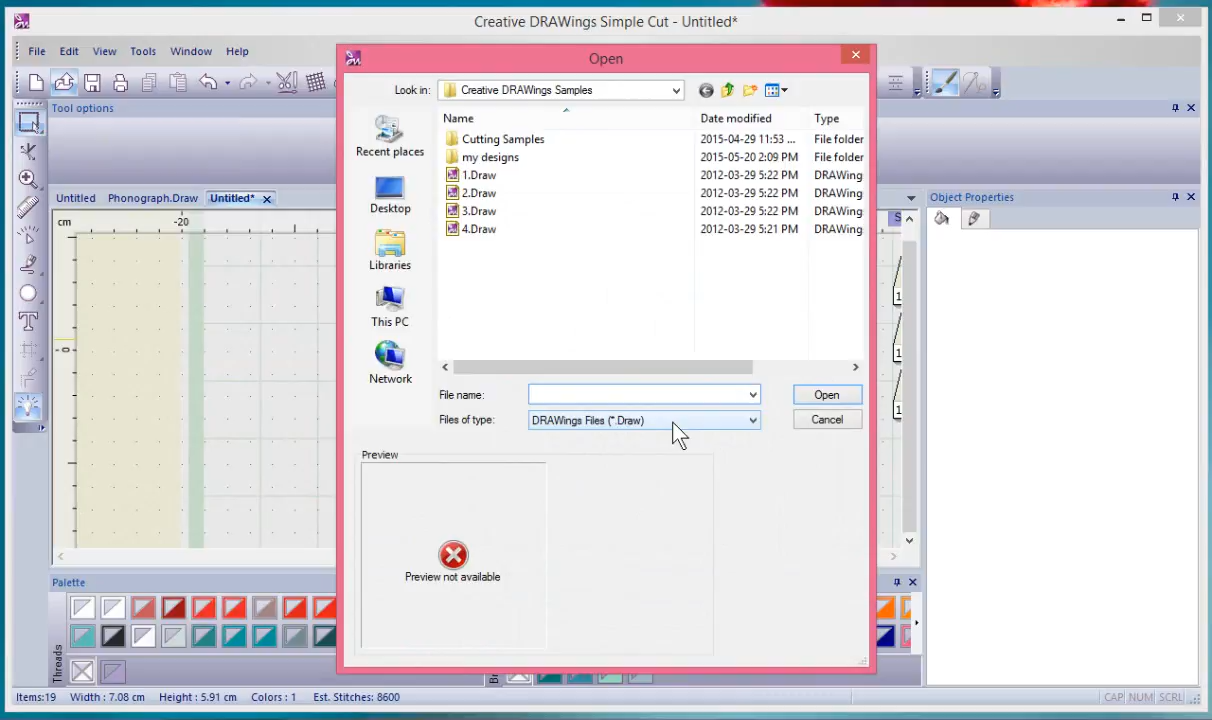 Creative DRAWings Simple Cut - Untitled*
File Edit View Tools Window Help
Tool options
Untitled Phonograph.Draw Untitled*
cm
-20
0
Open
Look in: Creative DRAWings Samples
Recent places
Desktop
Libraries
This PC
Network
Name Date modified Type
Cutting Samples 2015-04-29 11:53 ... File folder
my designs 2015-05-20 2:09 PM File folder
1.Draw 2012-03-29 5:22 PM DRAWing
2.Draw 2012-03-29 5:22 PM DRAWing
3.Draw 2012-03-29 5:22 PM DRAWing
4.Draw 2012-03-29 5:21 PM DRAWing
File name: Open
Files of type: DRAWings Files (*.Draw) Cancel
Preview
Preview not available
S
1
1
1
Object Properties
Palette
Threads
Items:19 Width : 7.08 cm Height : 5.91 cm Colors : 1 Est. Stitches: 8600
CAP NUM SCRL